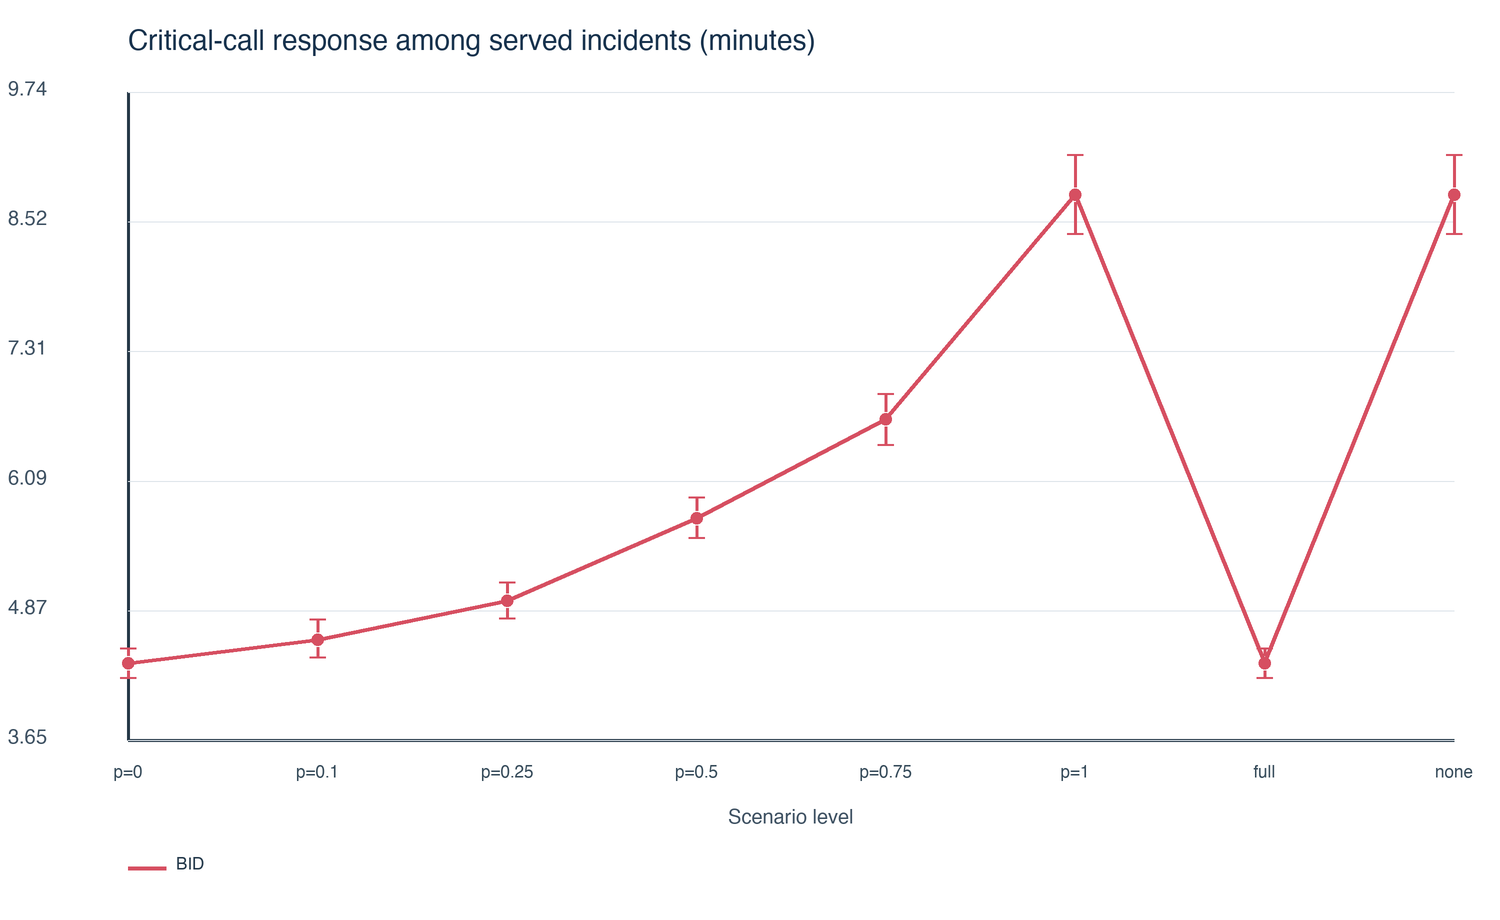 Critical-call response among served incidents (minutes)
9.74
8.52
7.31
6.09
4.87
3.65
p=0 p=0.1 p=0.25 p=0.5 p=0.75 p=1 full none
Scenario level
BID